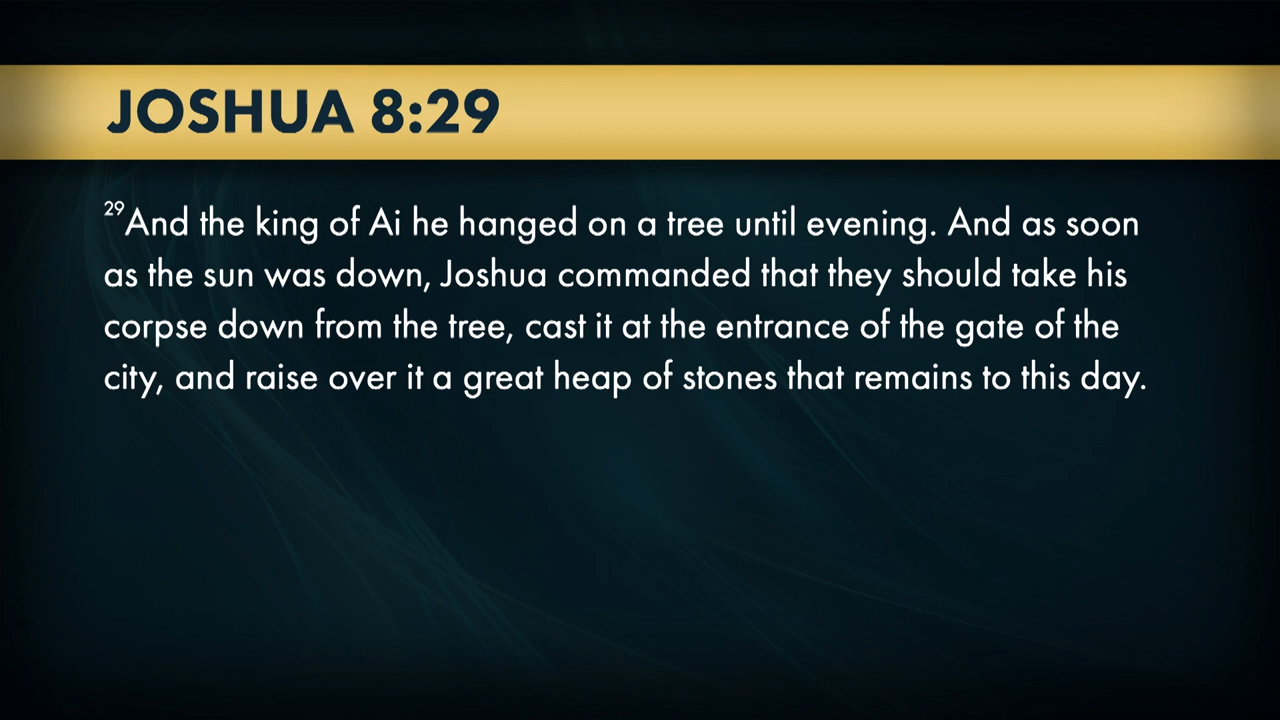 JOSHUA 8:29
29And the king of Ai he hanged on a tree until evening. And as soon
as the sun was down, Joshua commanded that they should take his
corpse down from the tree, cast it at the entrance of the gate of the
city, and raise over it a great heap of stones that remains to this day.